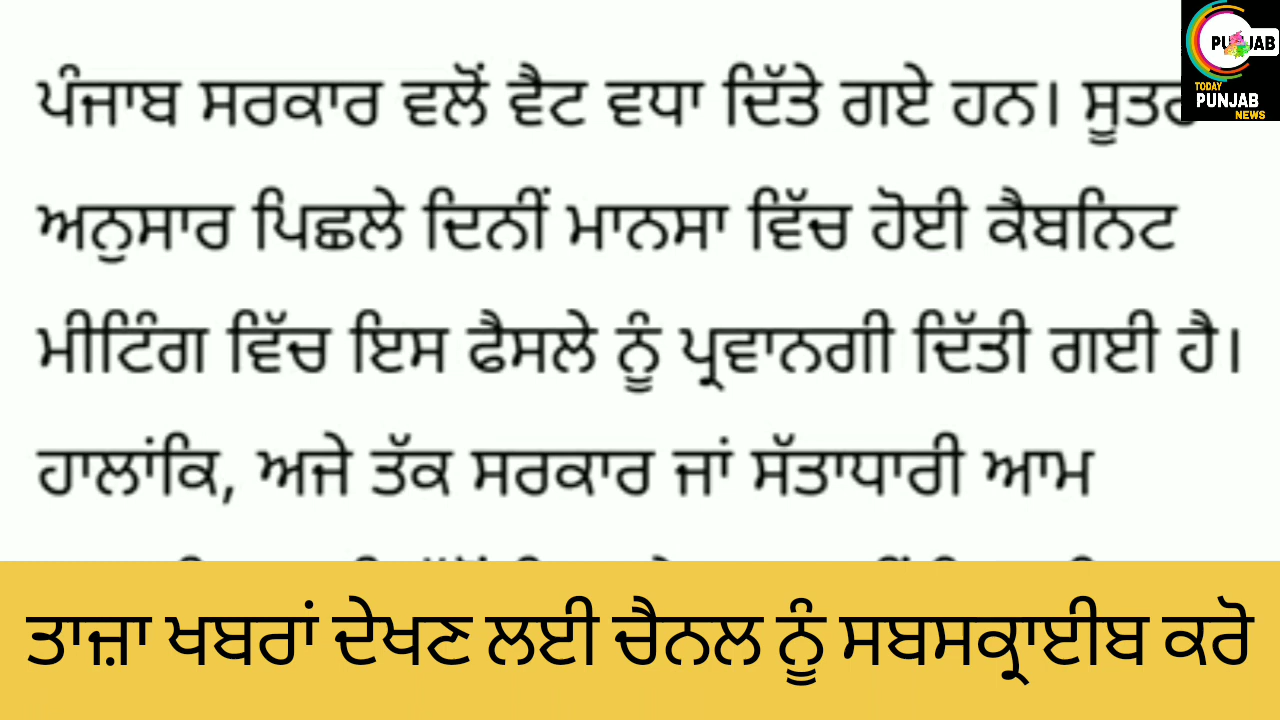 PUNJAB
TODAY
PUNJAB
NEWS
ਪੰਜਾਬ ਸਰਕਾਰ ਵਲੋਂ ਵੈਟ ਵਧਾ ਦਿੱਤੇ ਗਏ ਹਨ।
ਅਨੁਸਾਰ ਪਿਛਲੇ ਦਿਨੀਂ ਮਾਨਸਾ ਵਿੱਚ ਹੋਈ ਕੈਬਨਿਟ
ਮੀਟਿੰਗ ਵਿੱਚ ਇਸ ਫੈਸਲੇ ਨੂੰ ਪ੍ਰਵਾਨਗੀ ਦਿੱਤੀ ਗਈ ਹੈ।
ਹਾਲਾਂਕਿ, ਅਜੇ ਤੱਕ ਸਰਕਾਰ ਜਾਂ ਸੱਤਾਧਾਰੀ ਆਮ
ਤਾਜ਼ਾ ਖਬਰਾਂ ਦੇਖਣ ਲਈ ਚੈਨਲ ਨੂੰ ਸਬਸਕ੍ਰਾਈਬ ਕਰੋ